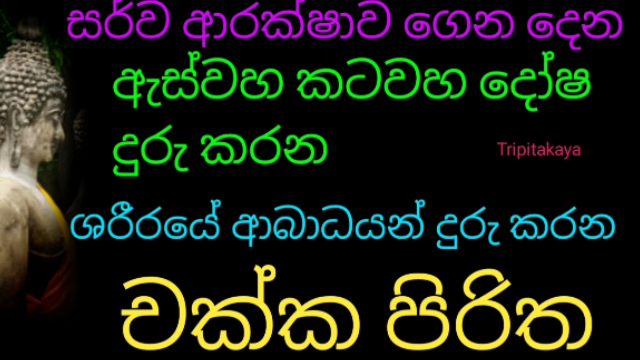 සර්ව ආරක්ෂාව ගෙන දෙන
ඇස්වහ කටවහ දෝෂ
දුරු කරන
Tripitakaya
ශරීරයේ ආබාධයන් දුරු කරන
චක්ක පිරිත